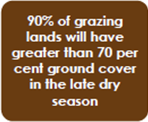 90% of grazing
lands will have
greater than 70 per
cent ground cover
in the late dry
season